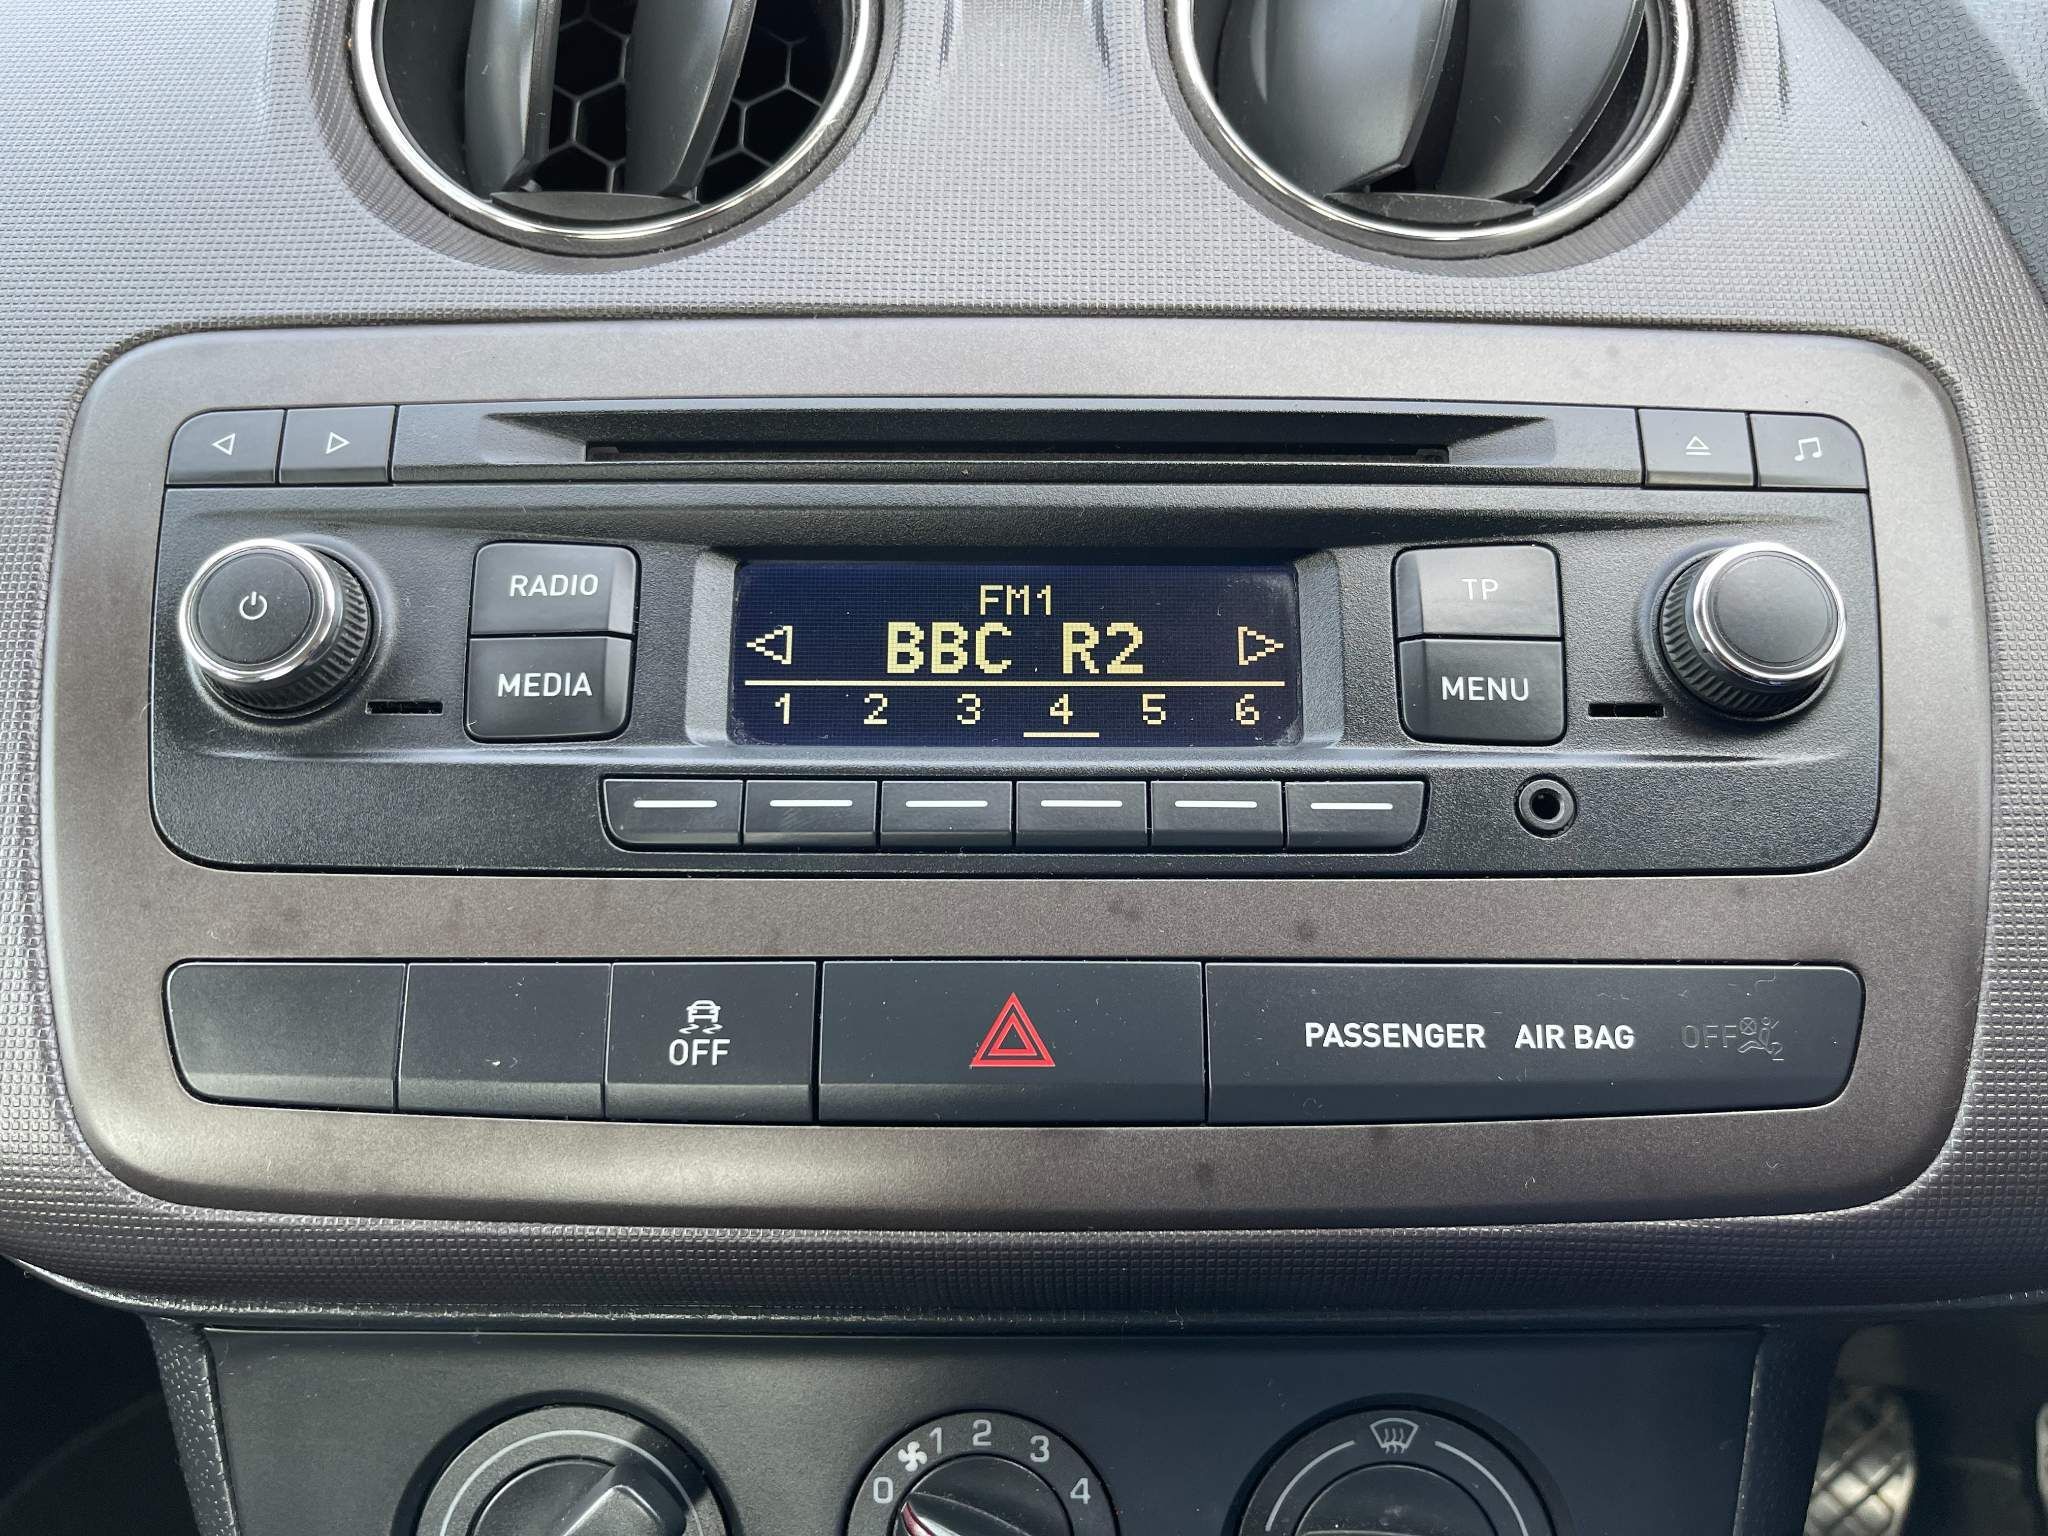 FM1
RADIO
BBC R2
TP
MEDIA
MENU
1 2 3 4 5 6
OFF
PASSENGER AIR BAG OFF 2
0 1 2 3 4